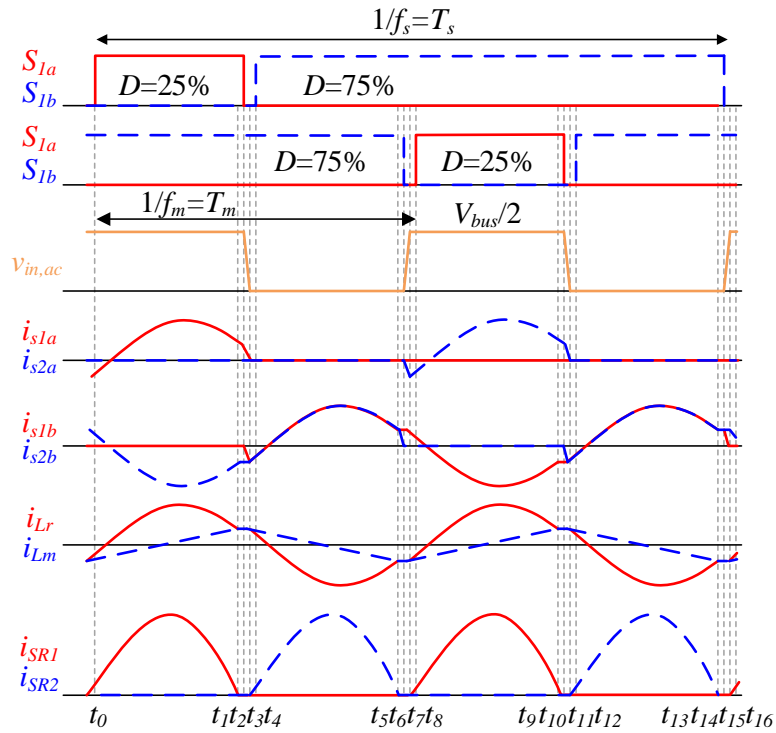 1/fs=Ts
S1a
S1b
D=25%
D=75%
S1a
S1b
D=75%
D=25%
1/fm=Tm
Vbus/2
vin,ac
is1a
is2a
is1b
is2b
iLr
iLm
iSR1
iSR2
t0 t1t2t3t4 t5t6t7t8 t9t10t11t12 t13t14t15t16